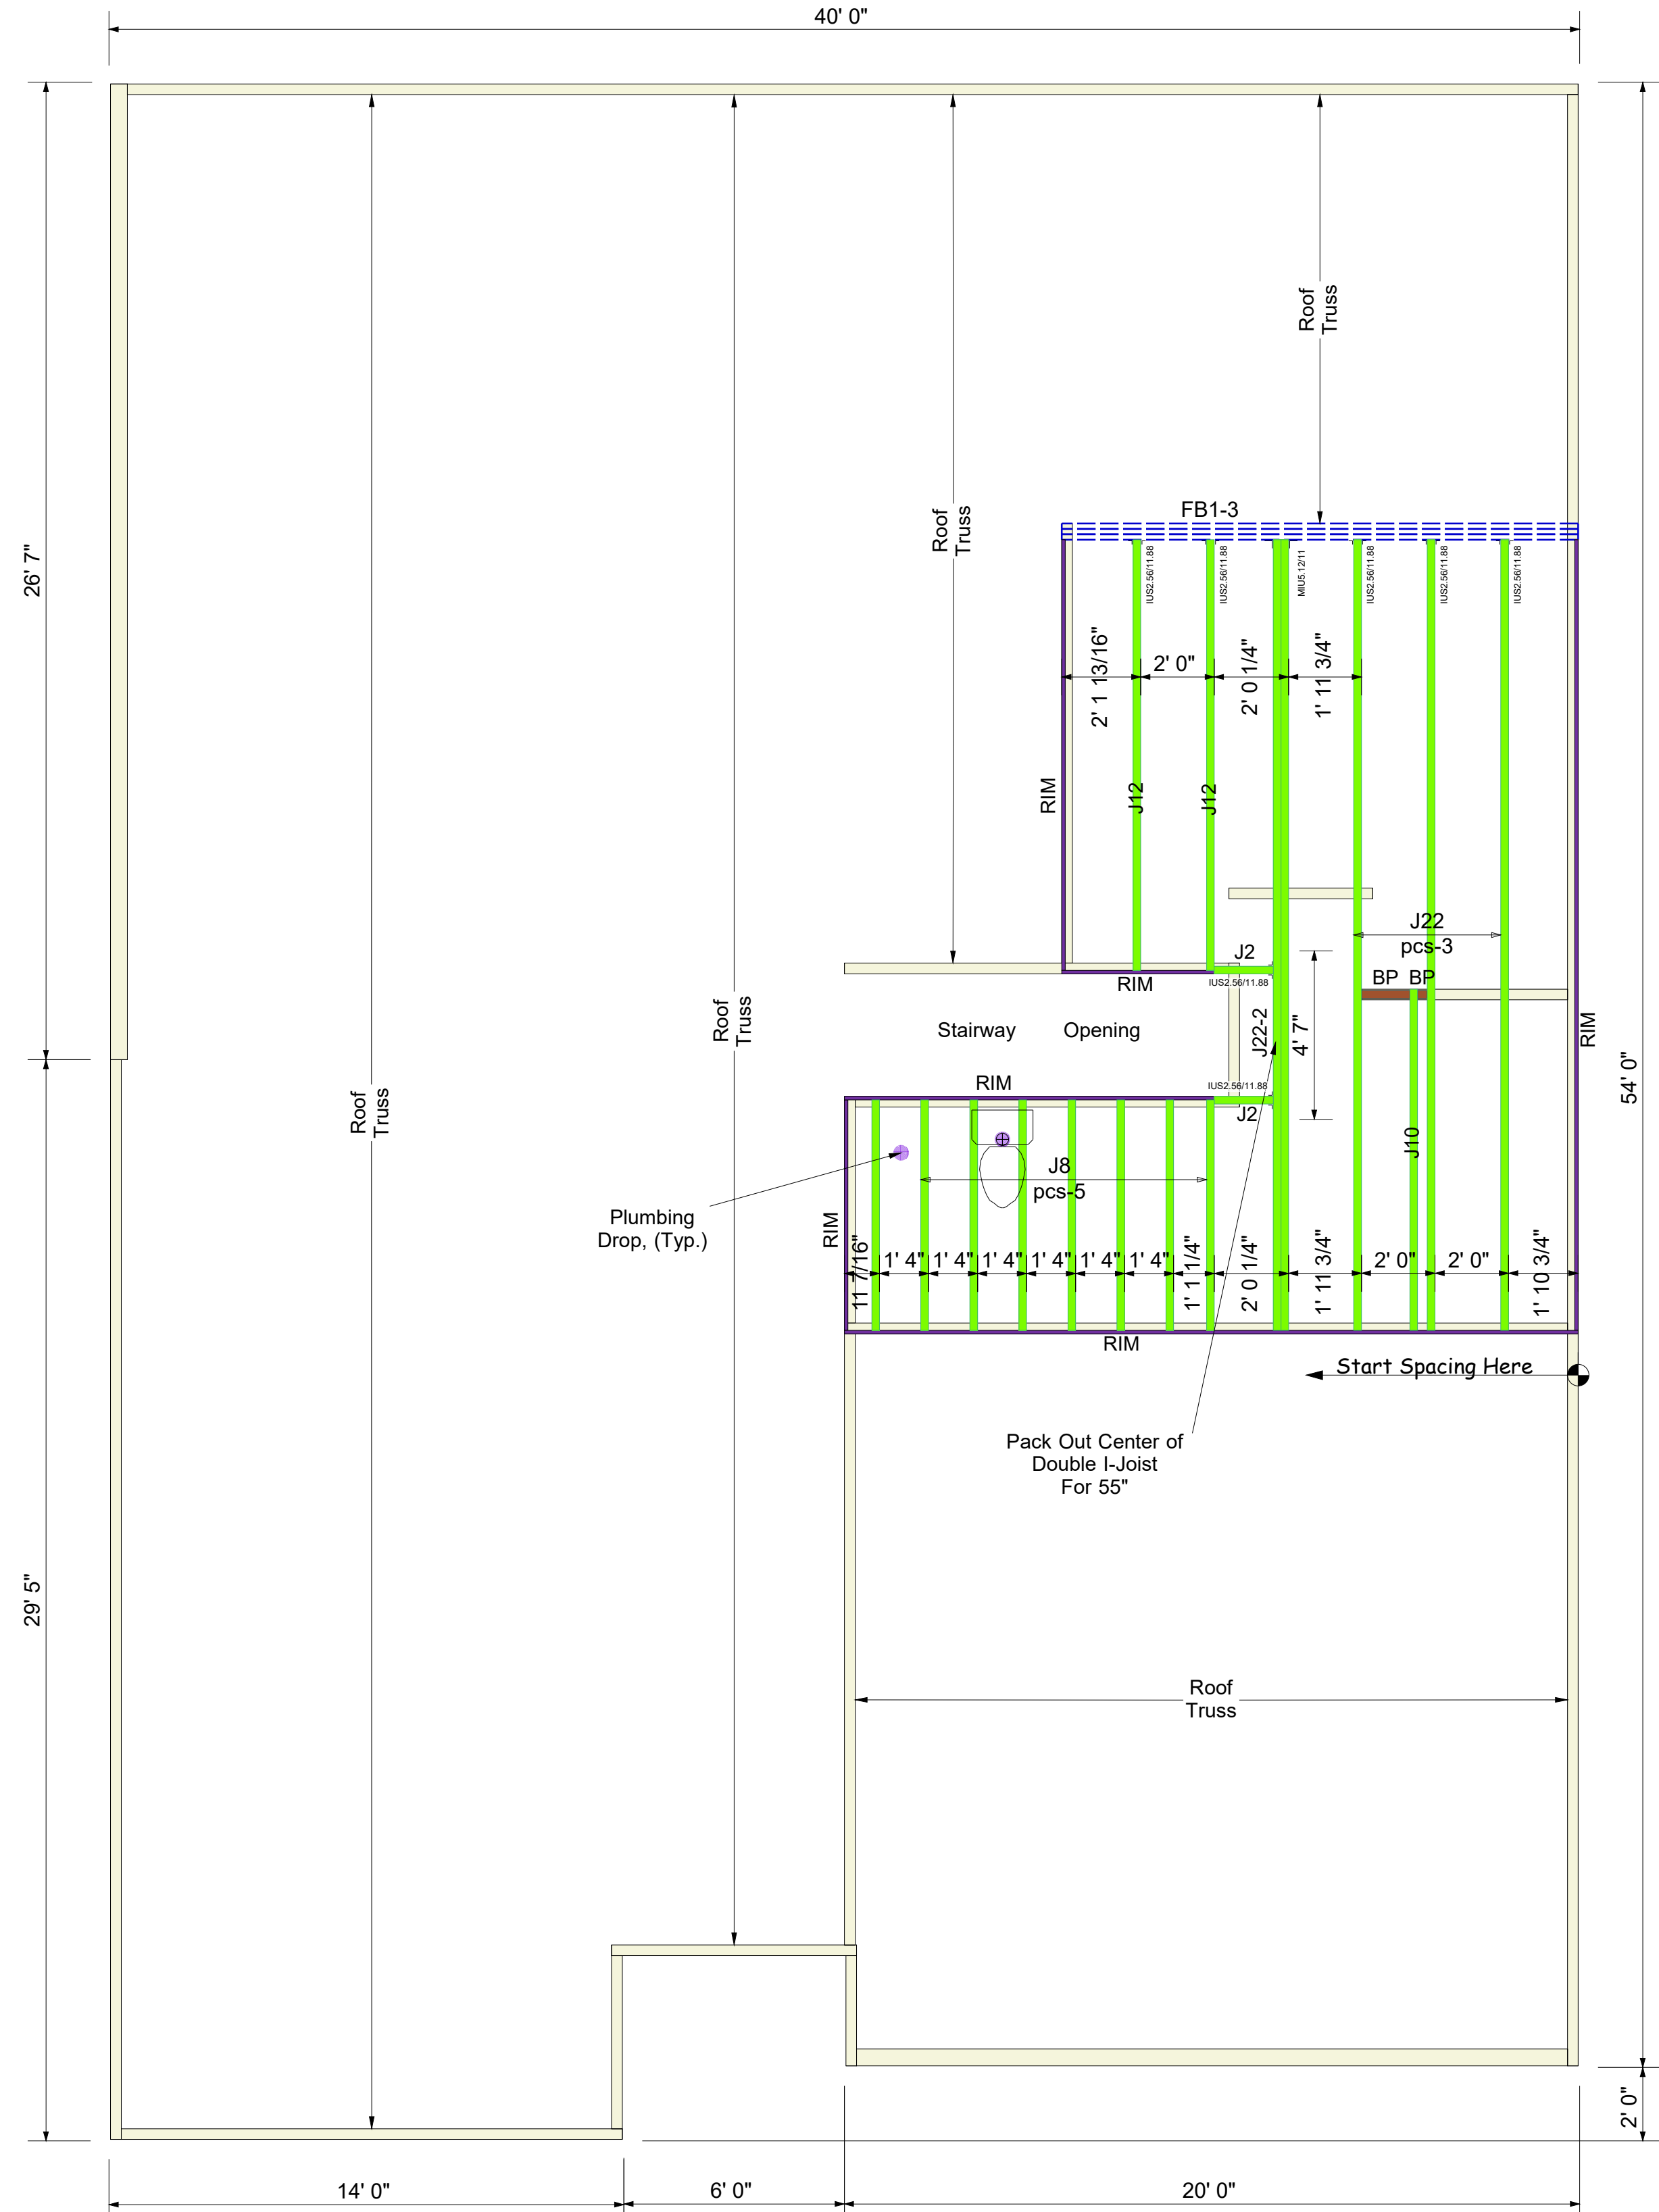 40' 0"
26' 7"
29' 5"
54' 0"
2' 0"
Roof
Truss
Roof
Truss
Roof
Truss
Roof
Truss
FB1-3
IUS2.56/11.88
IUS2.56/11.88
MIU5.12/11
IUS2.56/11.88
IUS2.56/11.88
IUS2.56/11.88
2' 1 13/16"
2' 0"
2' 0 1/4"
1' 11 3/4"
RIM
J12
J12
J22
pcs-3
J2
IUS2.56/11.88
BP
BP
RIM
RIM
Stairway
Opening
J22-2
4' 7"
RIM
IUS2.56/11.88
J2
J10
J8
pcs-5
Plumbing
Drop, (Typ.)
RIM
11 7/16"
1' 4"
1' 4"
1' 4"
1' 4"
1' 4"
1' 4"
1' 1 1/4"
2' 0 1/4"
1' 11 3/4"
2' 0"
2' 0"
1' 10 3/4"
RIM
Start Spacing Here
Pack Out Center of
Double I-Joist
For 55"
Roof
Truss
14' 0"
6' 0"
20' 0"